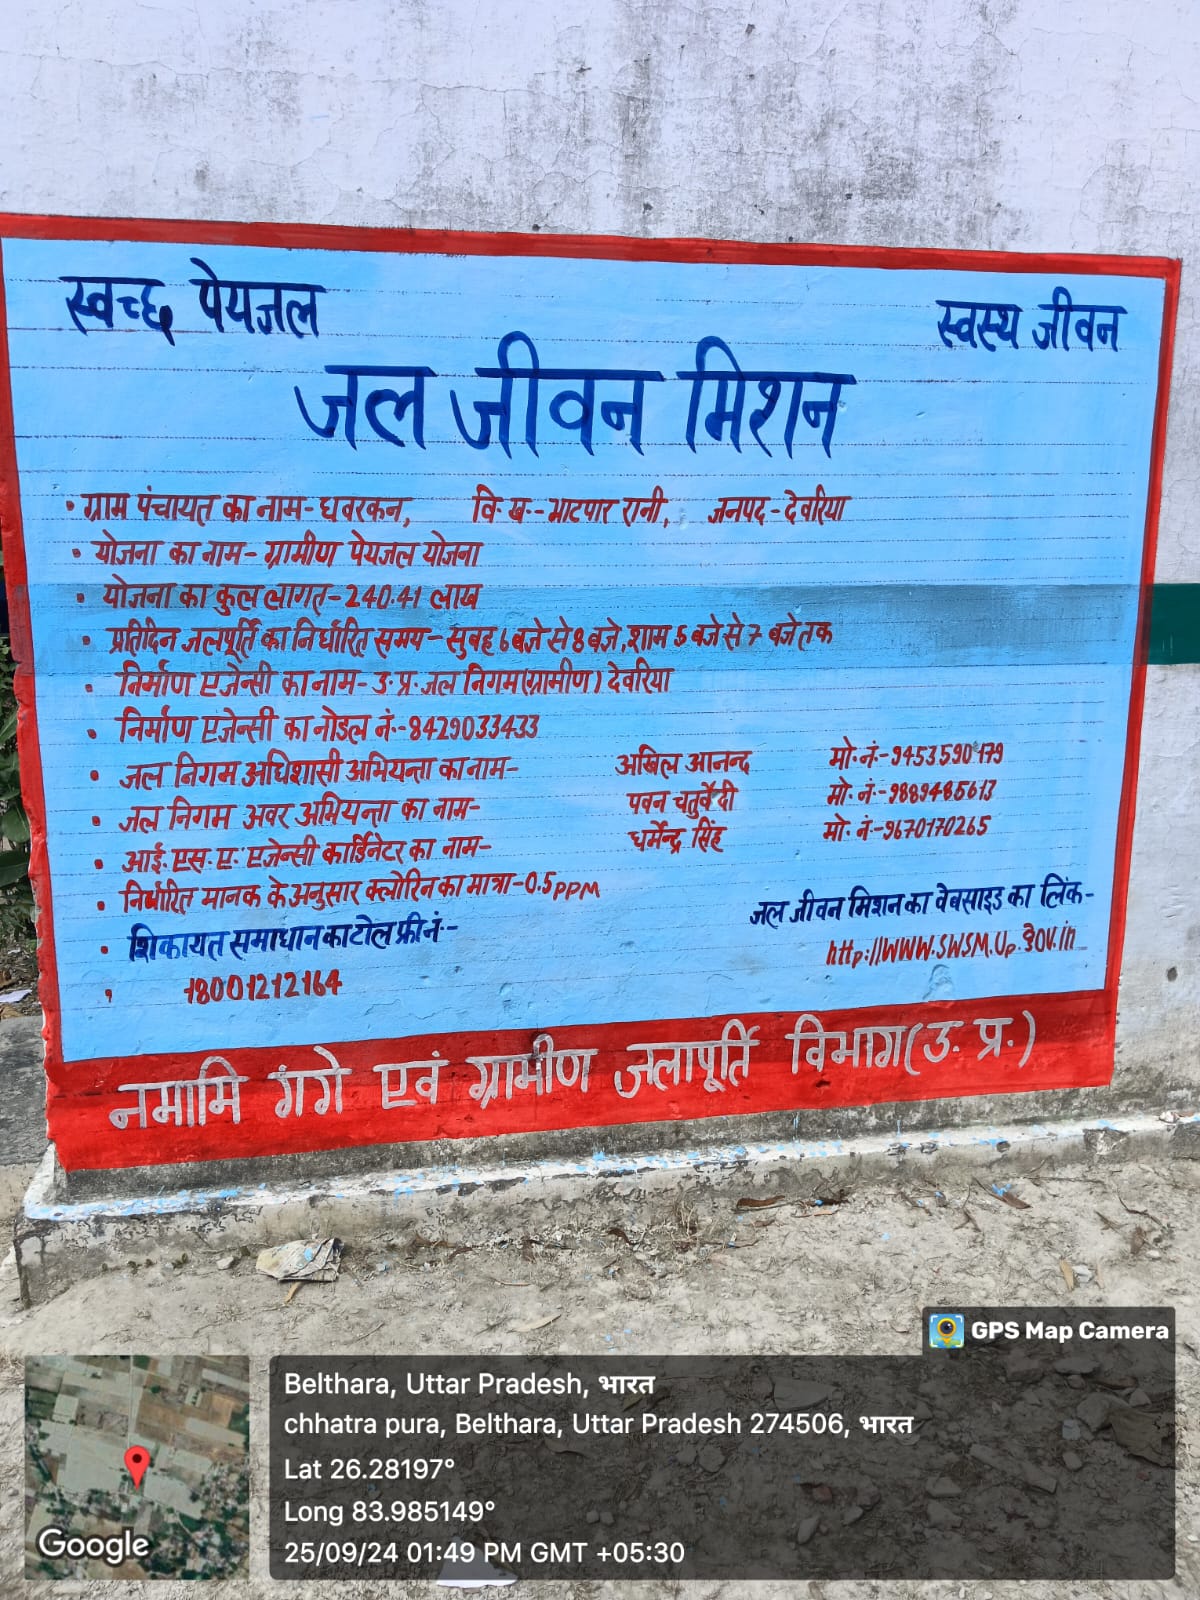 स्वच्छ पेयजल
स्वस्थ जीवन
जल जीवन मिशन
• ग्राम पंचायत का नाम- धवरकन, वि. ख.- भाटपार रानी, जनपद- देवरिया
• योजना का नाम- ग्रामीण पेयजल योजना
• योजना का कुल लागत- 240.41 लाख
• प्रतिदिन जलपूर्ति का निर्धारित समय- सुबह 6 बजे से 8 बजे, शाम 5 बजे से 7 बजे तक
• निर्माण एजेन्सी का नाम- उ.प्र. जल निगम(ग्रामीण) देवरिया
• निर्माण एजेन्सी का नोडल नं.- 8429033433
• जल निगम अधिशासी अभियन्ता का नाम- अखिल आनन्द मो. नं.-9453590179
• जल निगम अवर अभियन्ता का नाम- पवन चतुर्वेदी मो. नं.-9889485617
• आई. एस. ए. एजेन्सी कार्डिनेटर का नाम- धर्मेन्द्र सिंह मो. नं.-9670170265
• निर्धारित मानक के अनुसार क्लोरिन का मात्रा-0.5 PPM
• शिकायत समाधान का टोल फ्री नं.-
18001212164
जल जीवन मिशन का वेबसाइड का लिंक-
http://WWW.SWSM.Up.gov.in
नमामि गंगे एवं ग्रामीण जलापूर्ति विभाग(उ. प्र.)
GPS Map Camera
Belthara, Uttar Pradesh, भारत
chhatra pura, Belthara, Uttar Pradesh 274506, भारत
Lat 26.28197°
Long 83.985149°
25/09/24 01:49 PM GMT +05:30
Google